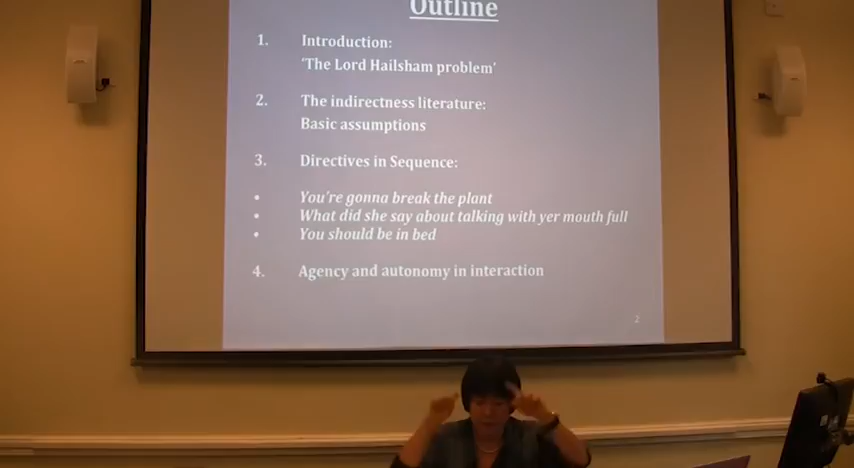 Outline
1. Introduction:
‘The Lord Hailsham problem’
2. The indirectness literature:
Basic assumptions
3. Directives in Sequence:
• You’re gonna break the plant
• What did she say about talking with yer mouth full
• You should be in bed
4. Agency and autonomy in interaction
2